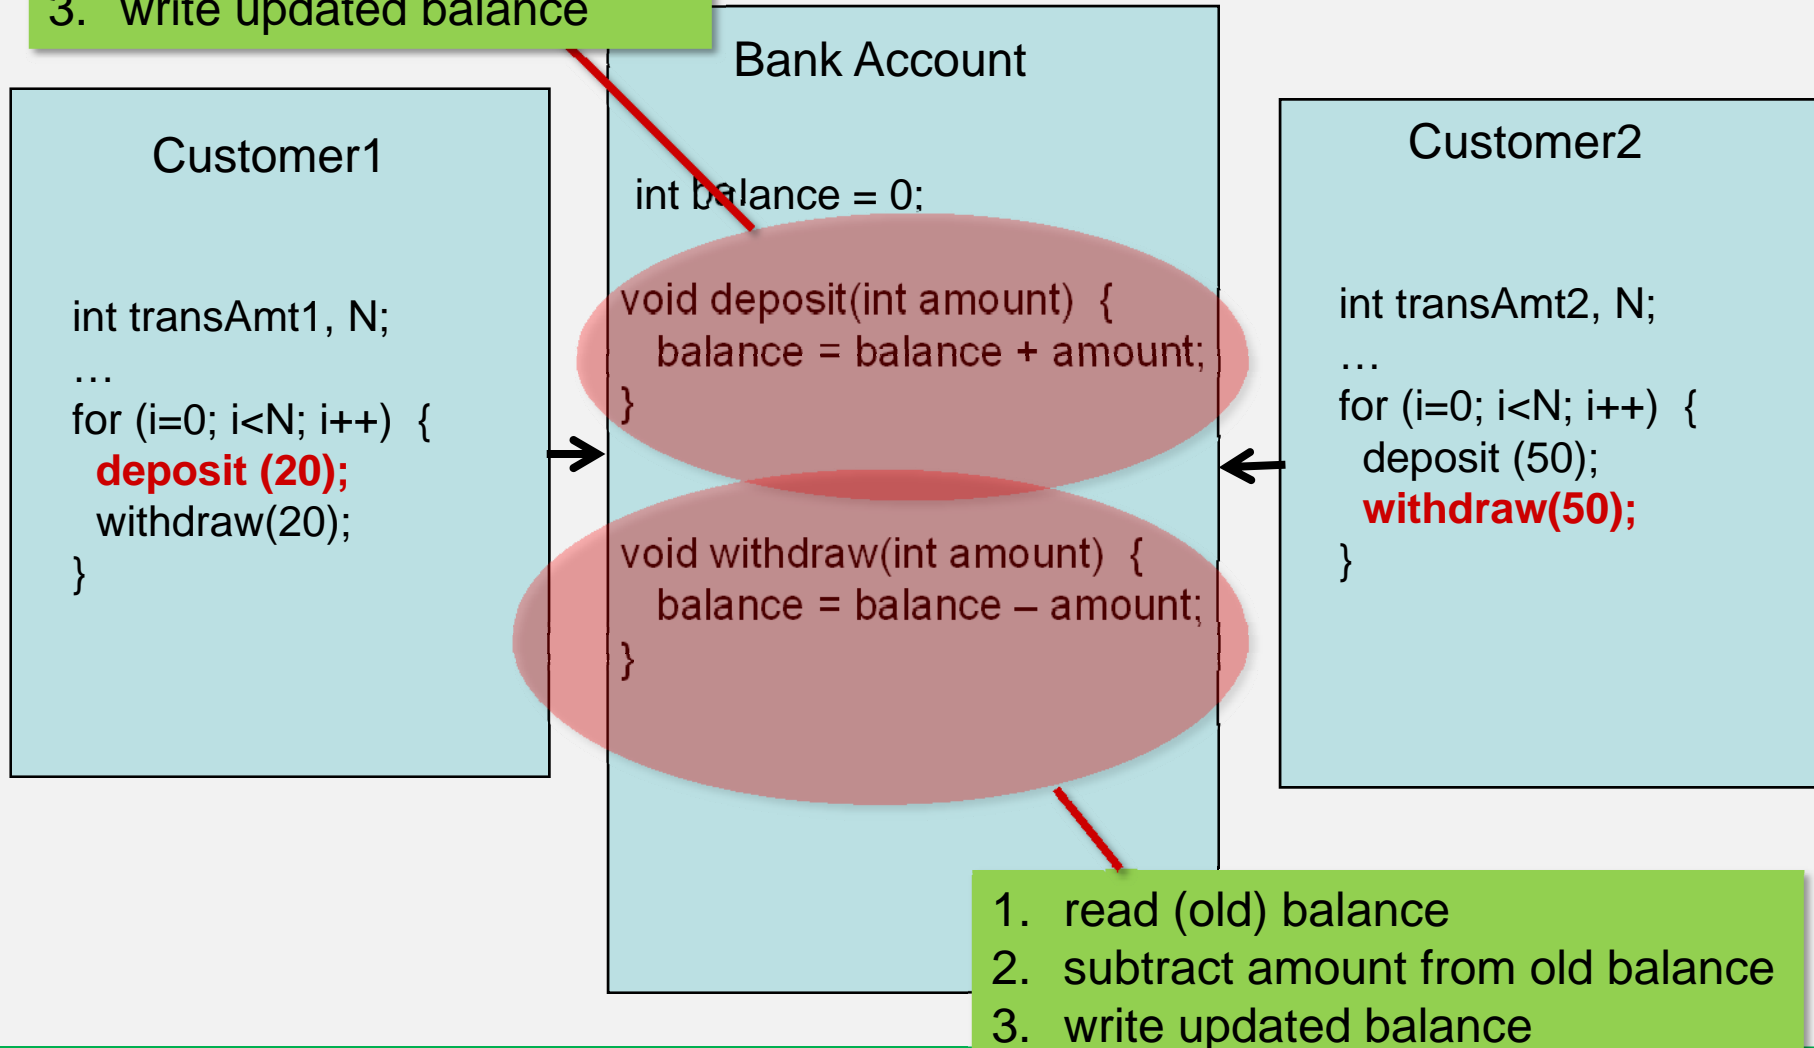 3. write updated balance
Bank Account
int balance = 0;
void deposit(int amount) {
balance = balance + amount;
}
void withdraw(int amount) {
balance = balance – amount;
}
Customer1
int transAmt1, N;
…
for (i=0; i<N; i++) {
deposit (20);
withdraw(20);
}
Customer2
int transAmt2, N;
…
for (i=0; i<N; i++) {
deposit (50);
withdraw(50);
}
1. read (old) balance
2. subtract amount from old balance
3. write updated balance